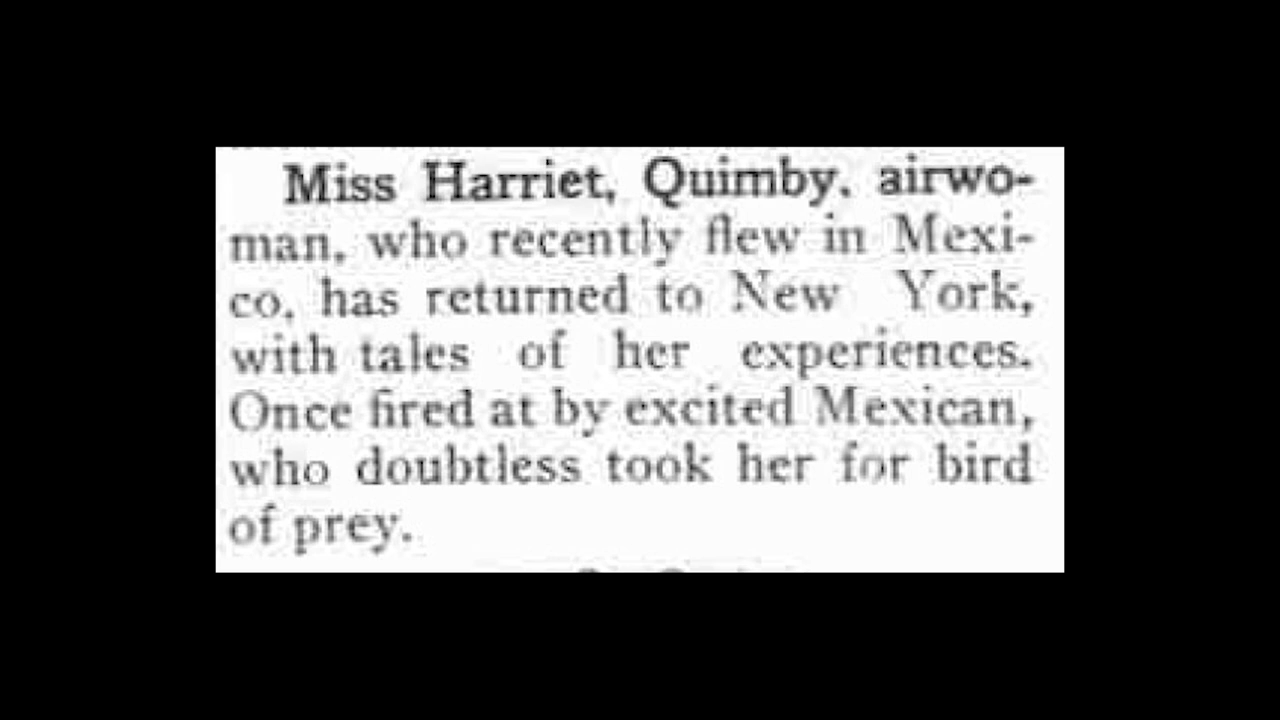 Miss Harriet, Quimby. airwo-
man, who recently flew in Mexi-
co, has returned to New York,
with tales of her experiences.
Once fired at by excited Mexican,
who doubtless took her for bird
of prey.